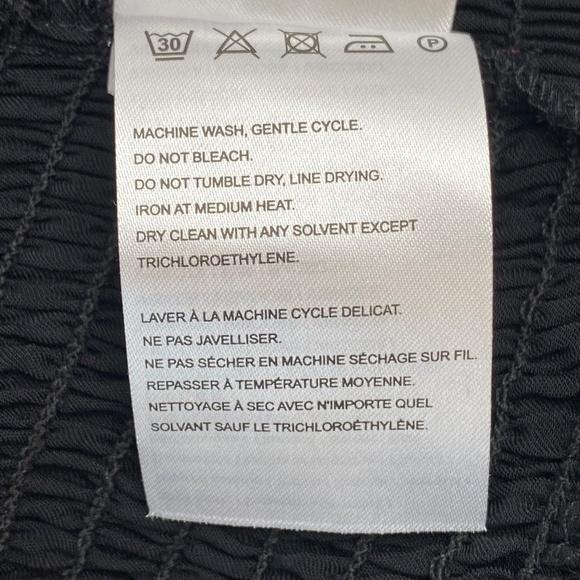 30 P
MACHINE WASH, GENTLE CYCLE.
DO NOT BLEACH.
DO NOT TUMBLE DRY, LINE DRYING.
IRON AT MEDIUM HEAT.
DRY CLEAN WITH ANY SOLVENT EXCEPT
TRICHLOROETHYLENE.
LAVER À LA MACHINE CYCLE DELICAT.
NE PAS JAVELLISER.
NE PAS SÉCHER EN MACHINE SÉCHAGE SUR FIL.
REPASSER À TEMPÉRATURE MOYENNE.
NETTOYAGE À SEC AVEC N'IMPORTE QUEL
SOLVANT SAUF LE TRICHLOROÉTHYLÈNE.